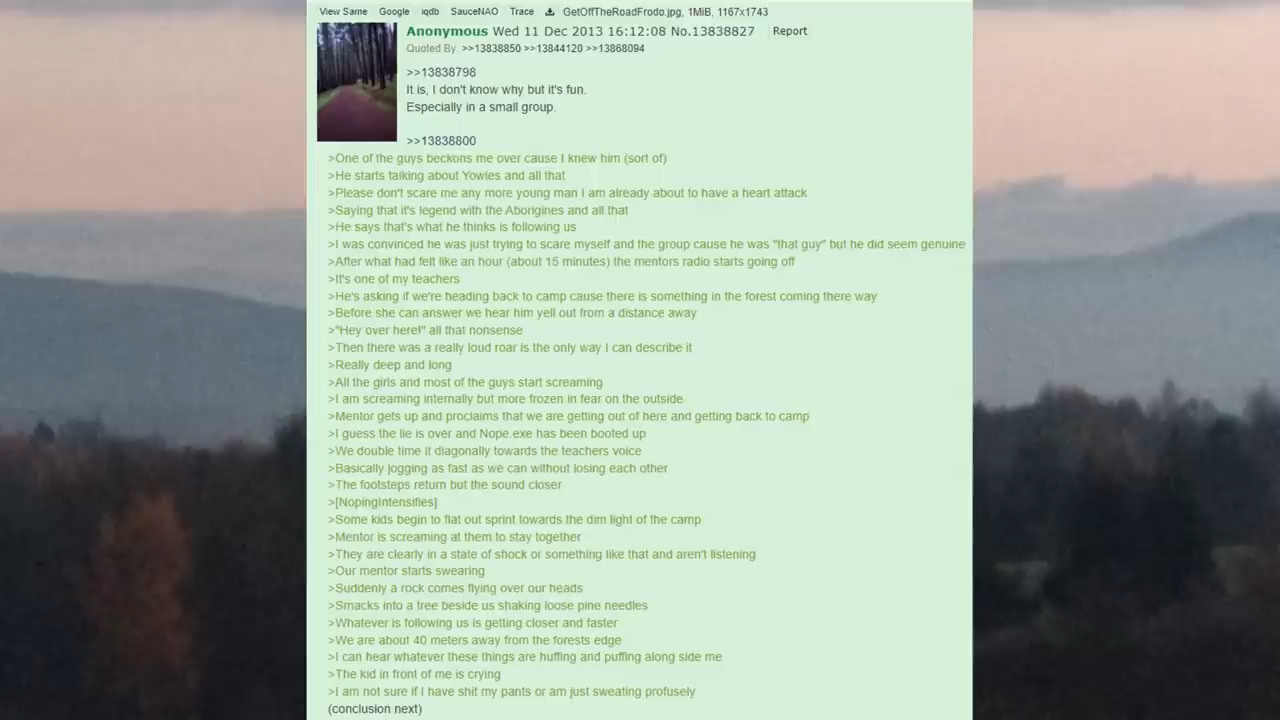 View Same Google iqdb SauceNAO Trace GetOffTheRoadFrodo.jpg, 1MiB, 1167x1743
Anonymous Wed 11 Dec 2013 16:12:08 No.13838827 Report
Quoted By: >>13838850 >>13844120 >>13868094
>>13838798
It is, I don't know why but it's fun.
Especially in a small group.
>>13838800
>One of the guys beckons me over cause I knew him (sort of)
>He starts talking about Yowies and all that
>Please don't scare me any more young man I am already about to have a heart attack
>Saying that it's legend with the Aborigines and all that
>He says that's what he thinks is following us
>I was convinced he was just trying to scare myself and the group cause he was "that guy" but he did seem genuine
>After what had felt like an hour (about 15 minutes) the mentors radio starts going off
>It's one of my teachers
>He's asking if we're heading back to camp cause there is something in the forest coming there way
>Before she can answer we hear him yell out from a distance away
>"Hey over here!" all that nonsense
>Then there was a really loud roar is the only way I can describe it
>Really deep and long
>All the girls and most of the guys start screaming
>I am screaming internally but more frozen in fear on the outside
>Mentor gets up and proclaims that we are getting out of here and getting back to camp
>I guess the lie is over and Nope exe has been booted up
>We double time it diagonally towards the teachers voice
>Basically jogging as fast as we can without losing each other
>The footsteps return but the sound closer
>[NopingIntensifies]
>Some kids begin to flat out sprint towards the dim light of the camp
>Mentor is screaming at them to stay together
>They are clearly in a state of shock or something like that and aren't listening
>Our mentor starts swearing
>Suddenly a rock comes flying over our heads
>Smacks into a tree beside us shaking loose pine needles
>Whatever is following us is getting closer and faster
>We are about 40 meters away from the forests edge
>I can hear whatever these things are huffing and puffing along side me
>The kid in front of me is crying
>I am not sure if I have shit my pants or am just sweating profusely
(conclusion next)